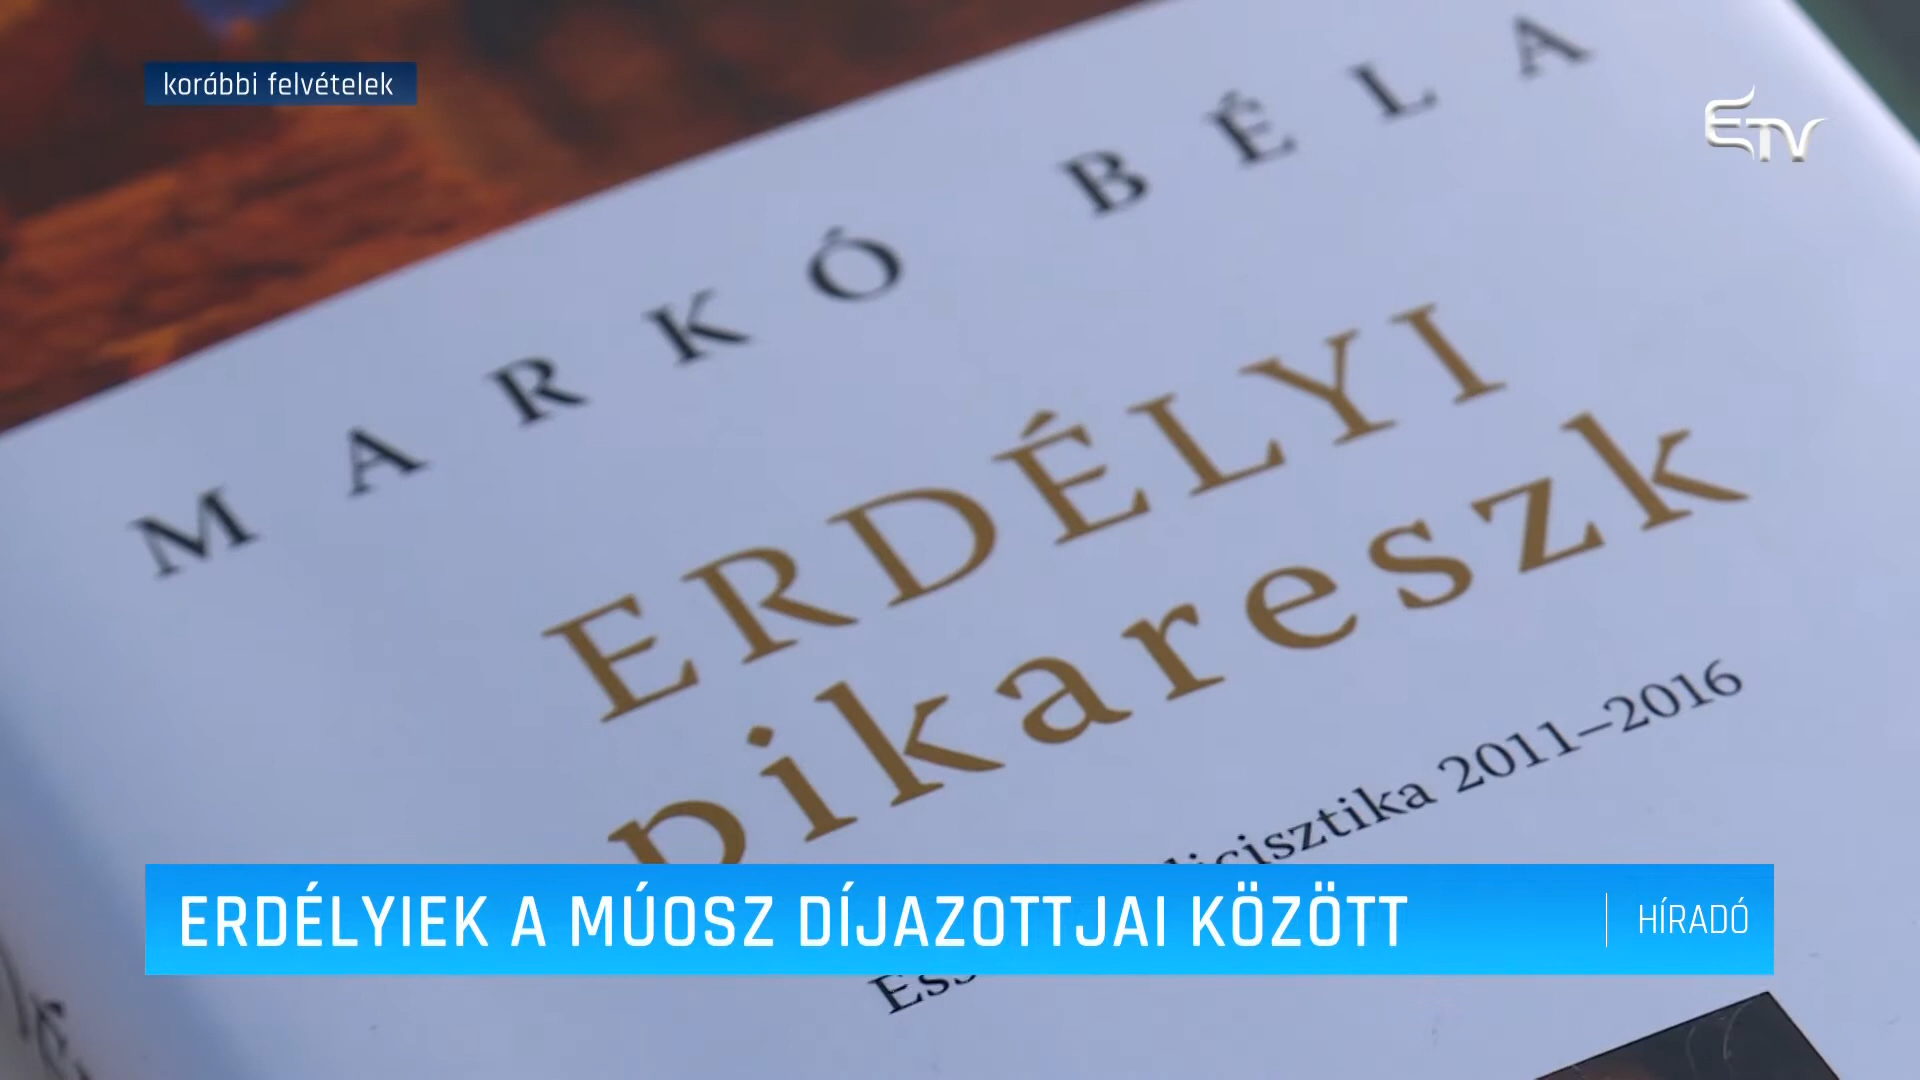 korábbi felvételek
ETV
MARKÓ BÉLA
ERDÉLYI
pikareszk
2011–2016
ERDÉLYIEK A MÚOSZ DÍJAZOTTJAI KÖZÖTT
HÍRADÓ